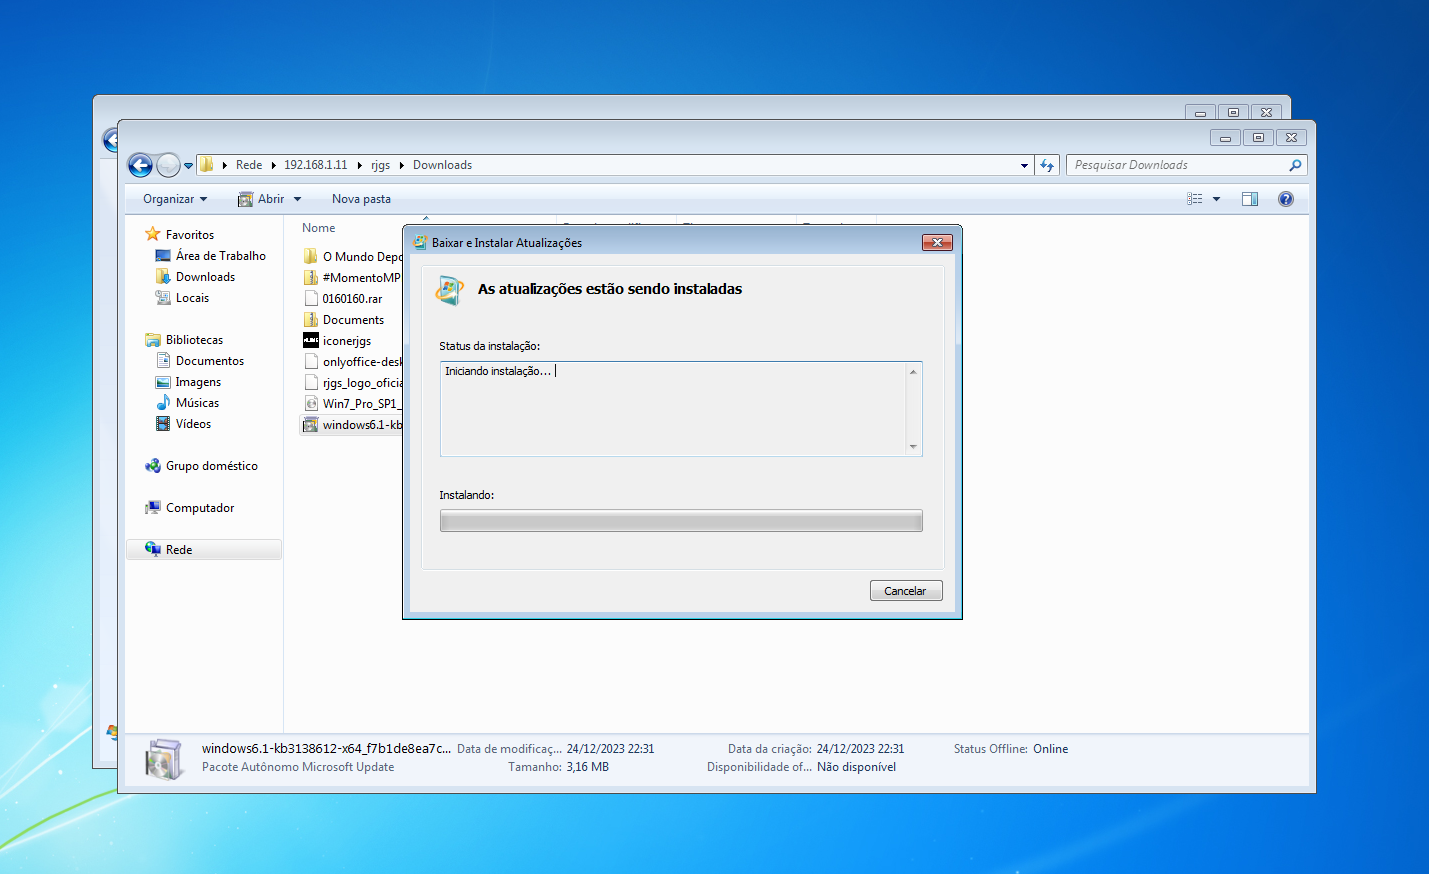 Rede 192.168.1.11 rjgs Downloads
Pesquisar Downloads
Organizar Abrir Nova pasta
Nome
Favoritos
Área de Trabalho
Downloads
Locais
Bibliotecas
Documentos
Imagens
Músicas
Vídeos
Grupo doméstico
Computador
Rede
O Mundo Depo
#MomentoMP
0160160.rar
Documents
iconerjgs
onlyoffice-desk
rjgs_logo_oficia
Win7_Pro_SP1_
windows6.1-kb
Baixar e Instalar Atualizações
As atualizações estão sendo instaladas
Status da instalação:
Iniciando instalação...
Instalando:
Cancelar
windows6.1-kb3138612-x64_f7b1de8ea7c... Data de modificaç... 24/12/2023 22:31 Data da criação: 24/12/2023 22:31 Status Offline: Online
Pacote Autônomo Microsoft Update Tamanho: 3,16 MB Disponibilidade of... Não disponível